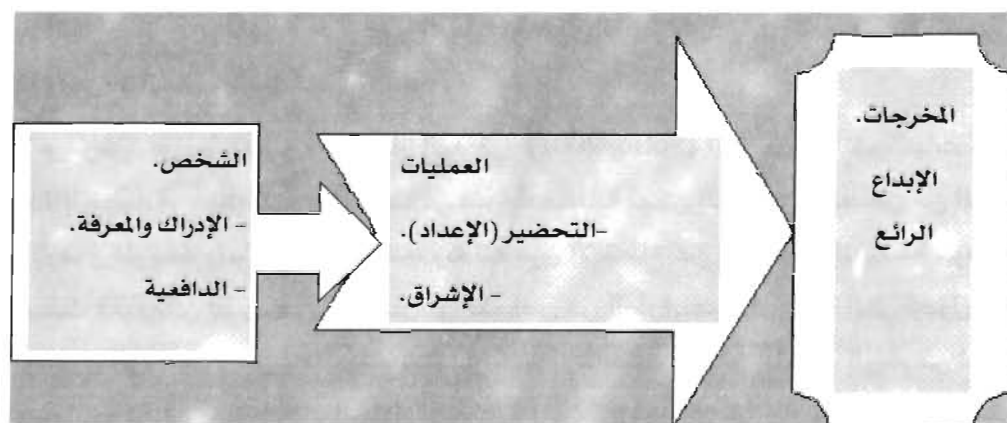 الشخص.
- الإدراك والمعرفة.
- الدافعية
العمليات
-التحضير (الإعداد).
- الإشراق.
المخرجات.
الإبداع
الرائع